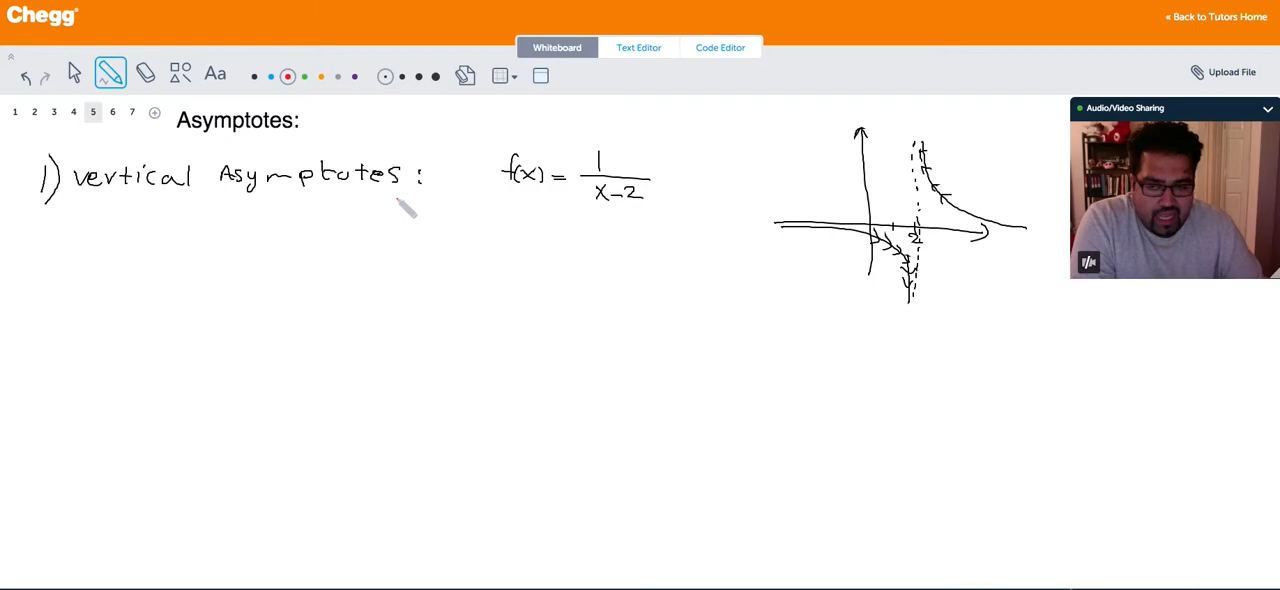 Chegg
« Back to Tutors Home
Whiteboard Text Editor Code Editor
Aa
Upload File
1 2 3 4 5 6 7
Asymptotes:
Audio/Video Sharing
1) vertical Asymptotes: f(x) = 1
x-2
2